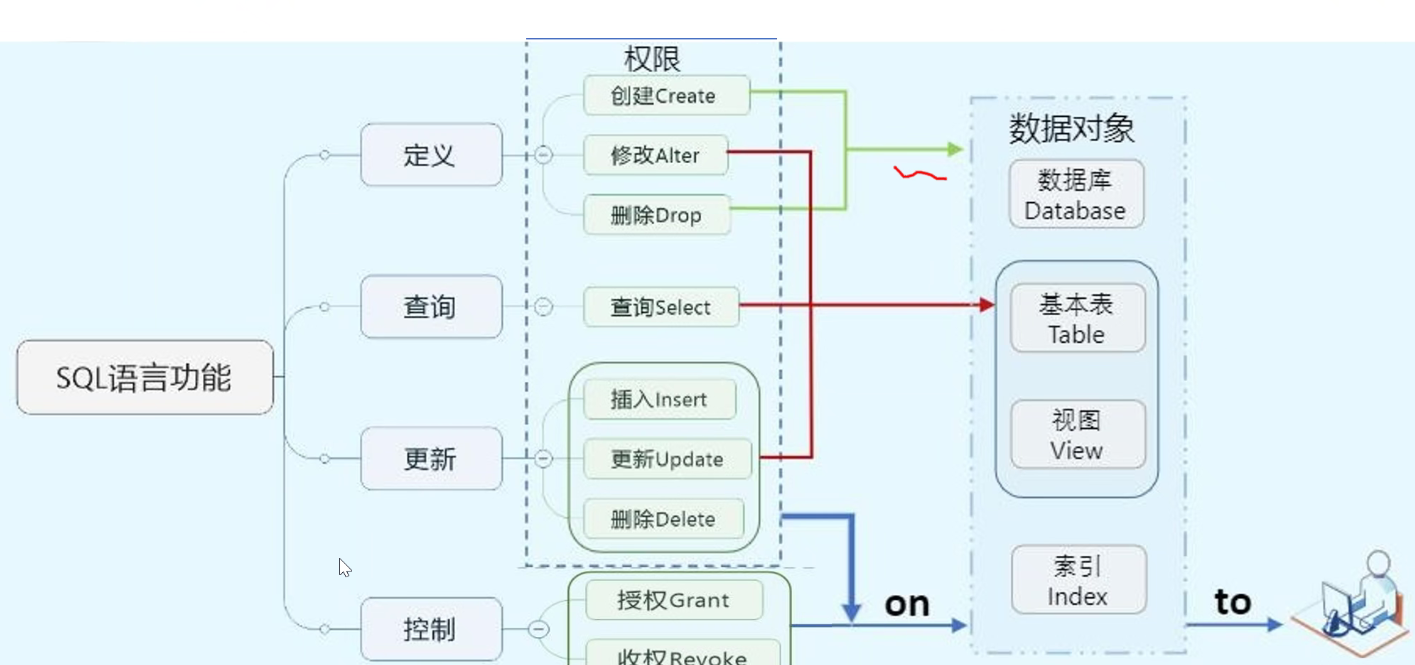 权限
创建Create
修改Alter
删除Drop
定义
查询
查询Select
SQL语言功能
更新
插入Insert
更新Update
删除Delete
控制
授权Grant
收权Revoke
on
数据对象
数据库
Database
基本表
Table
视图
View
索引
Index
to